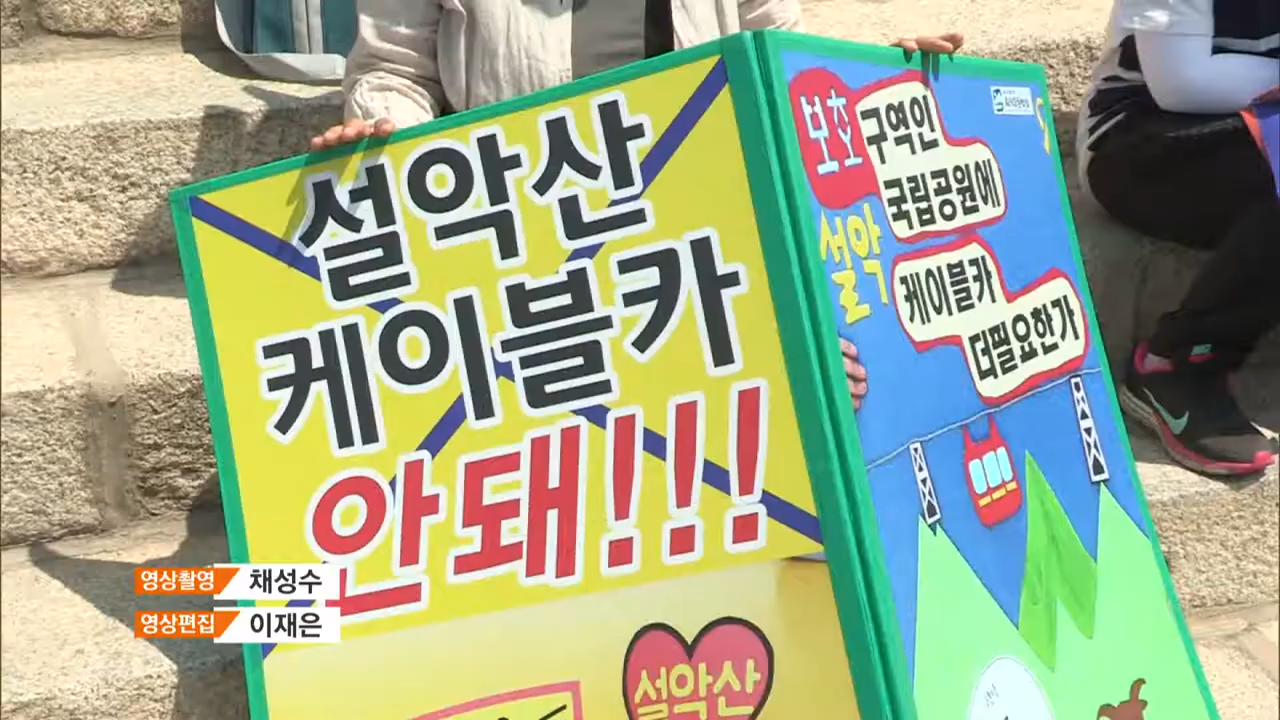 설악산
케이블카
안돼!!!
설악산
보호
구역인
국립공원에
설악
케이블카
더필요한가
영상촬영 채성수
영상편집 이재은